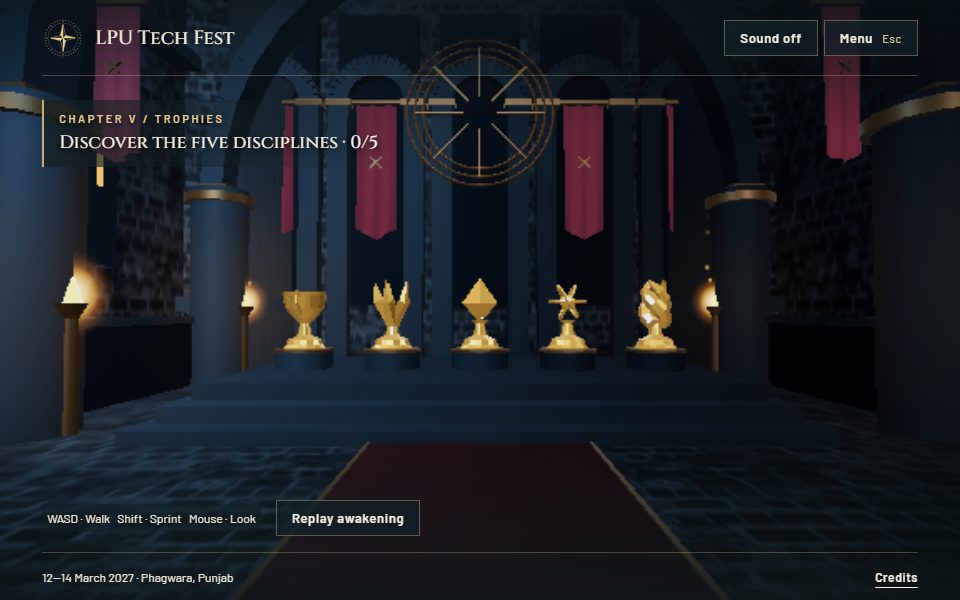 LPU Tech Fest
Sound off
Menu Esc
CHAPTER V / TROPHIES
Discover the five disciplines · 0/5
WASD · Walk Shift · Sprint Mouse · Look
Replay awakening
12–14 March 2027 · Phagwara, Punjab
Credits